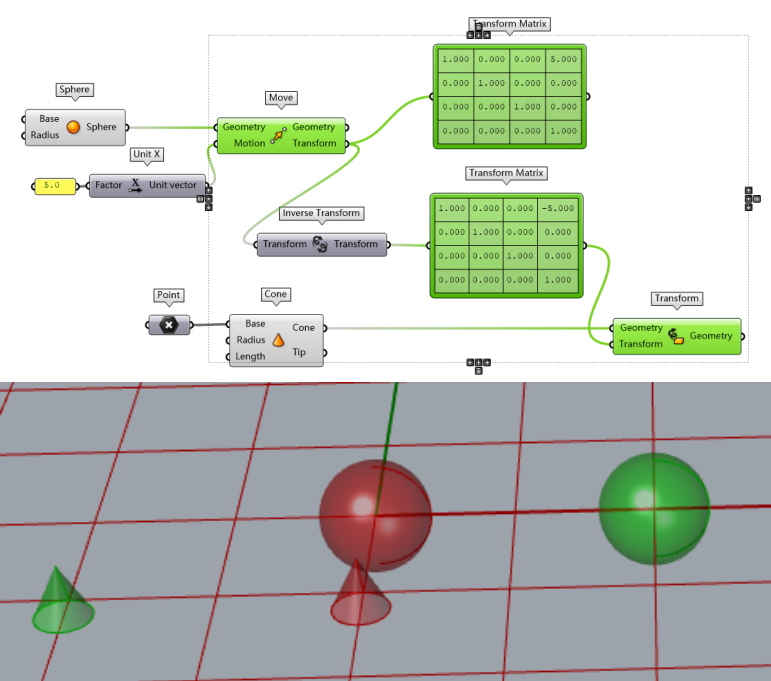 Transform Matrix
1.000 0.000 0.000 5.000
0.000 1.000 0.000 0.000
0.000 0.000 1.000 0.000
0.000 0.000 0.000 1.000
Sphere
Base
Radius
Sphere
Move
Geometry
Motion
Geometry
Transform
Unit X
5.0
Factor
X
Unit vector
Transform Matrix
1.000 0.000 0.000 -5.000
0.000 1.000 0.000 0.000
0.000 0.000 1.000 0.000
0.000 0.000 0.000 1.000
Inverse Transform
Transform
Transform
Point
Cone
Base
Radius
Length
Cone
Tip
Transform
Geometry
Transform
Geometry